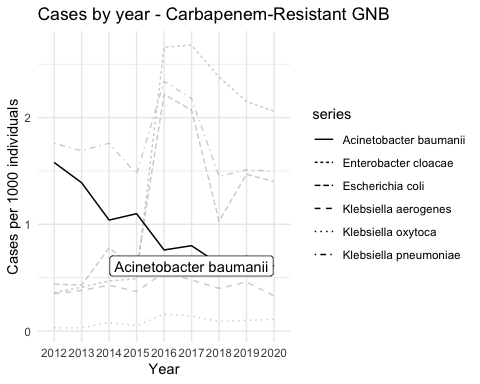 Cases by year - Carbapenem-Resistant GNB
Cases per 1000 individuals
2
1
0
Acinetobacter baumanii
2012 2013 2014 2015 2016 2017 2018 2019 2020
Year
series
Acinetobacter baumanii
Enterobacter cloacae
Escherichia coli
Klebsiella aerogenes
Klebsiella oxytoca
Klebsiella pneumoniae